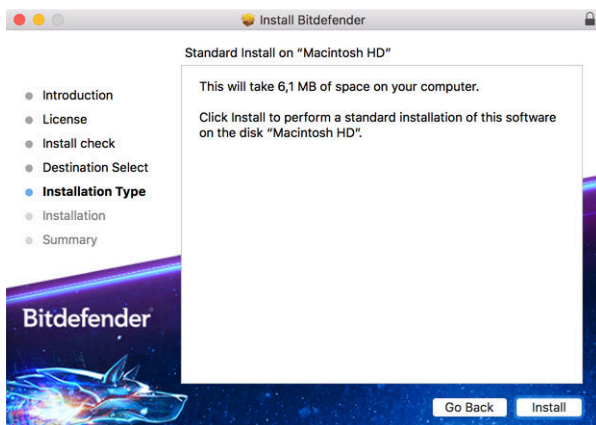 Install Bitdefender
Standard Install on “Macintosh HD”
Introduction
License
Install check
Destination Select
Installation Type
Installation
Summary
This will take 6,1 MB of space on your computer.
Click Install to perform a standard installation of this software
on the disk “Macintosh HD”.
Bitdefender
Go Back
Install